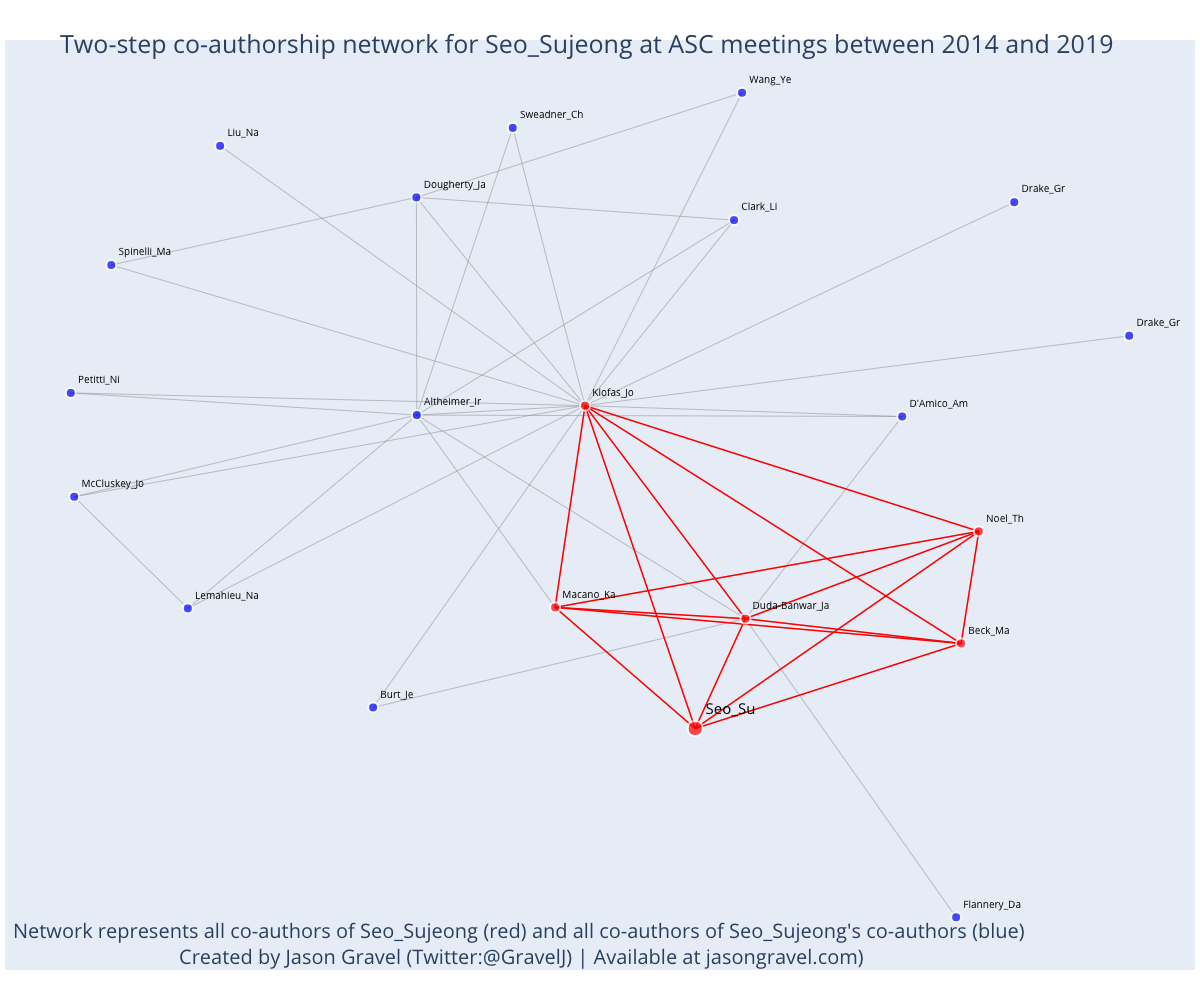 Two-step co-authorship network for Seo_Sujeong at ASC meetings between 2014 and 2019
Wang_Ye
Sweadner_Ch
Liu_Na
Dougherty_Ja
Drake_Gr
Clark_Li
Spinelli_Ma
Drake_Gr
Petitti_Ni
Klofas_Jo
Altheimer_Ir
D'Amico_Am
McCluskey_Jo
Noel_Th
Lemahieu_Na
Macano_Ka
Duda-Banwar_Ja
Beck_Ma
Burt_Je
Seo_Su
Flannery_Da
Network represents all co-authors of Seo_Sujeong (red) and all co-authors of Seo_Sujeong's co-authors (blue)
Created by Jason Gravel (Twitter:@GravelJ) | Available at jasongravel.com)